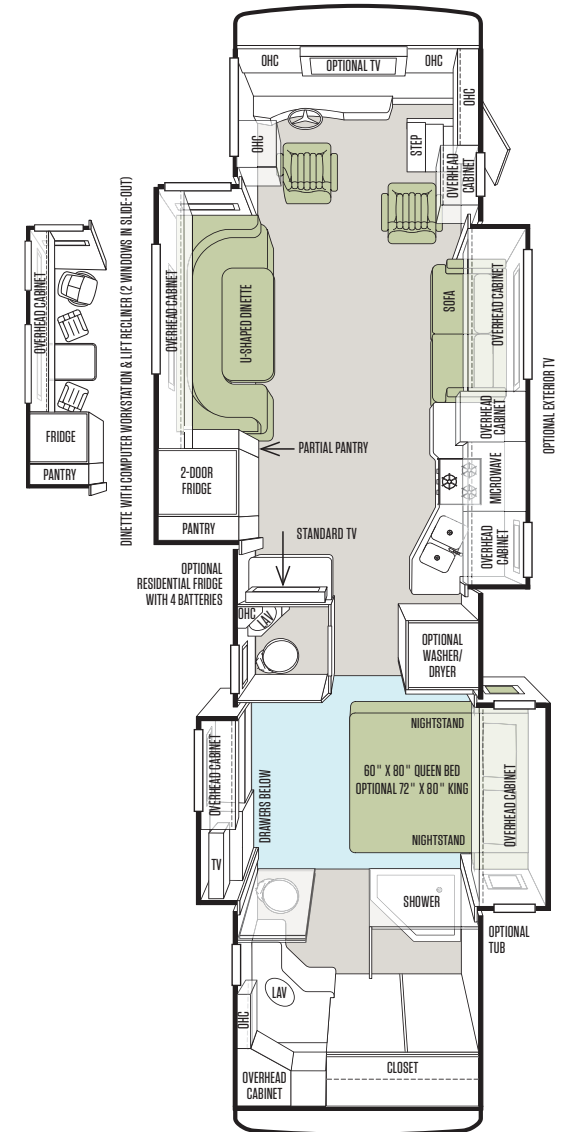 OHC
OPTIONAL TV
OHC
OHC
OHC
STEP
OVERHEAD
CABINET
DINETTE WITH COMPUTER WORKSTATION & LIFT RECLINER (2 WINDOWS IN SLIDE-OUT)
OVERHEAD CABINET
FRIDGE
PANTRY
OVERHEAD CABINET
U-SHAPED DINETTE
SOFA
OVERHEAD CABINET
OPTIONAL EXTERIOR TV
OVERHEAD
CABINET
PARTIAL PANTRY
2-DOOR
FRIDGE
MICROWAVE
PANTRY
OVERHEAD
CABINET
STANDARD TV
OPTIONAL
RESIDENTIAL FRIDGE
WITH 4 BATTERIES
OHC
LAV
OPTIONAL
WASHER/
DRYER
NIGHTSTAND
OVERHEAD CABINET
60" X 80" QUEEN BED
OPTIONAL 72" X 80" KING
OVERHEAD CABINET
DRAWERS BELOW
NIGHTSTAND
TV
SHOWER
OPTIONAL
TUB
LAV
OHC
OVERHEAD
CABINET
CLOSET